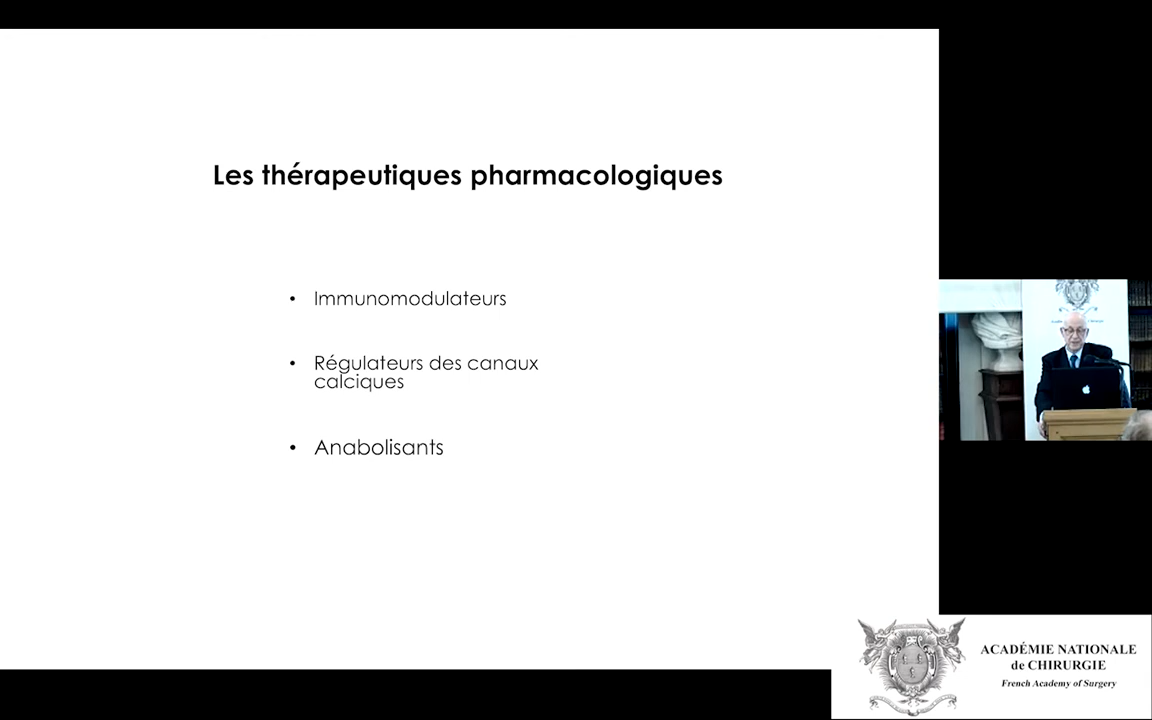 Les thérapeutiques pharmacologiques
• Immunomodulateurs
• Régulateurs des canaux
calciques
• Anabolisants
ACADÉMIE NATIONALE
de CHIRURGIE
French Academy of Surgery